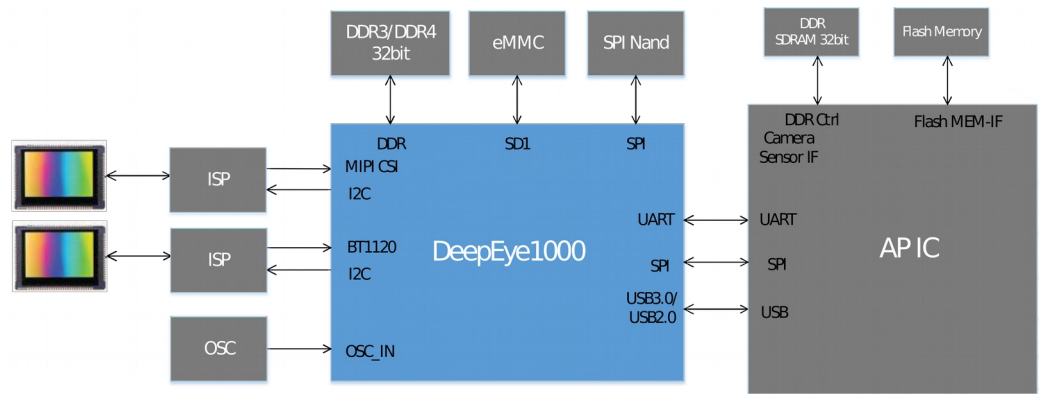 DDR3/DDR4
32bit
eMMC
SPI Nand
DDR
SDRAM 32bit
Flash Memory
DDR
SD1
SPI
DDR Ctrl
Camera
Sensor IF
Flash MEM-IF
ISP
MIPI CSI
I2C
ISP
BT1120
I2C
OSC
OSC_IN
DeepEye1000
UART
SPI
USB3.0/
USB2.0
UART
SPI
USB
AP IC